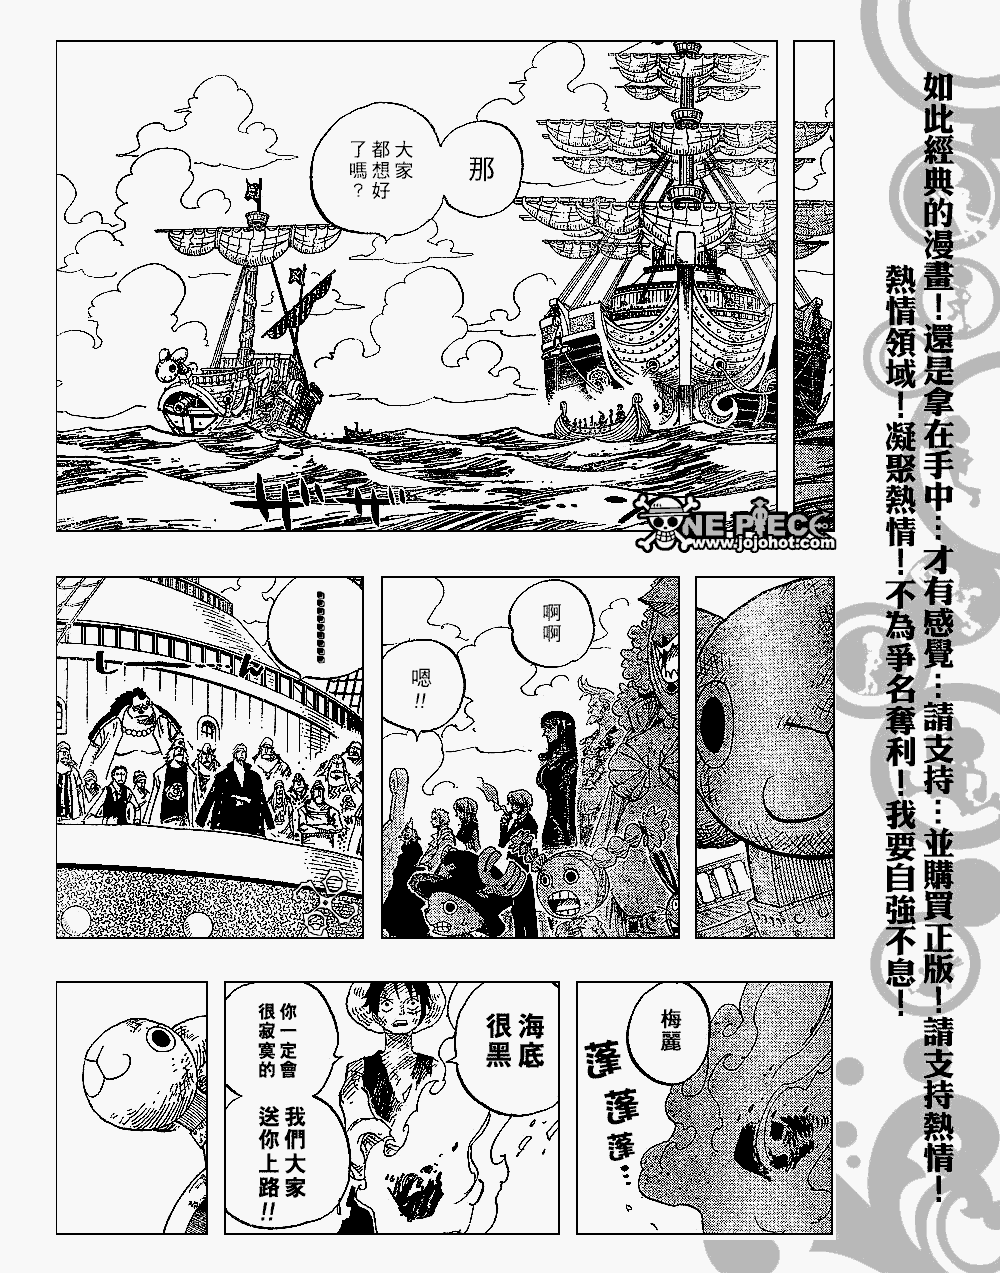 如此經典的漫畫！還是拿在手中…才有感覺…請支持…並購買正版！請支持熱情！
熱情領域！凝聚熱情！不為爭名奪利！我要自強不息！
那
大家
都想好
了嗎？
ONE PIECE
www.jojohot.com
啊
啊
嗯!!
しーーん
梅麗
蓬
蓬
蓬…
海底
很黑
你一定會
很寂寞的
我們大家
送你上路!!